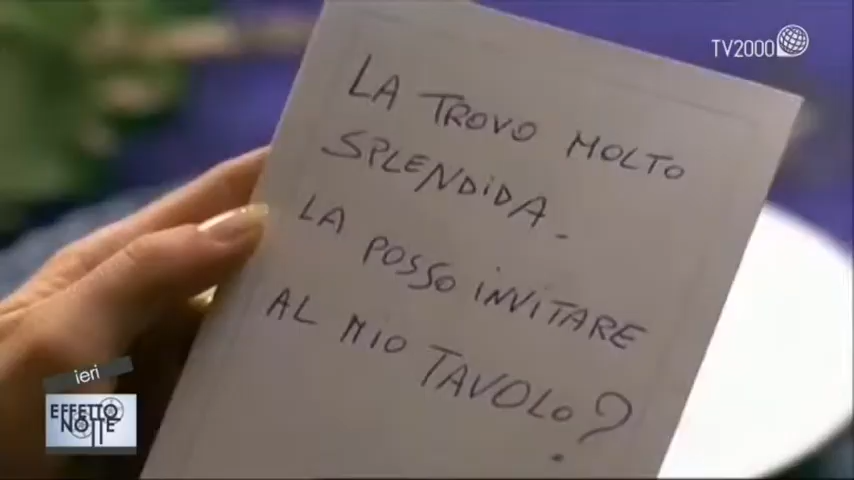 TV2000
LA TROVO MOLTO
SPLENDIDA.
LA POSSO INVITARE
AL MIO TAVOLO?
ieri
EFFETTO
NOTTE